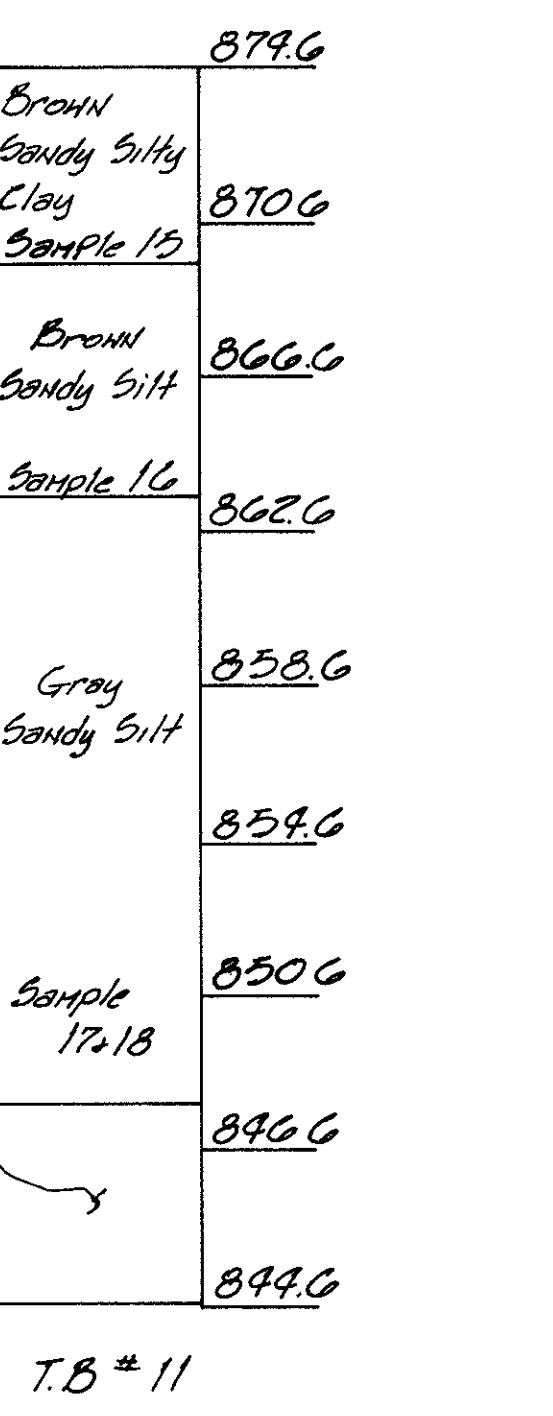 874.6
Brown
Sandy Silty
Clay
870.6
Sample 15
Brown
866.6
Sandy Silt
Sample 16
862.6
858.6
Gray
Sandy Silt
854.6
850.6
Sample
17&18
846.6
844.6
T.B # 11